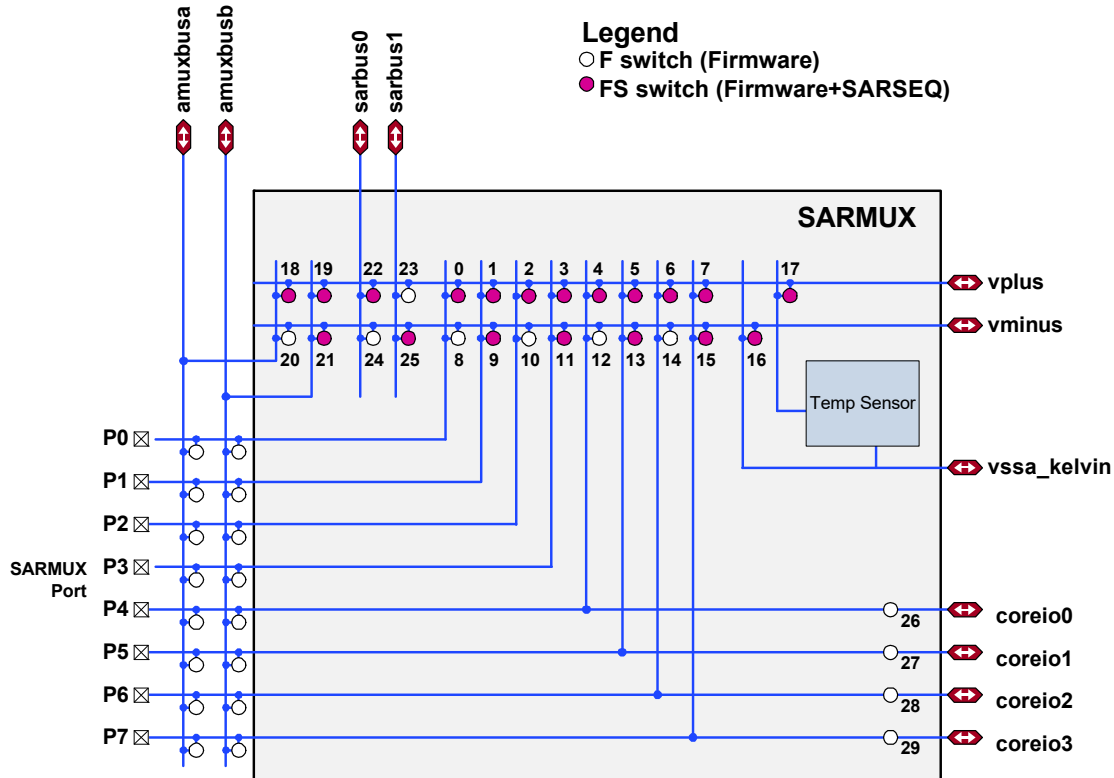 amuxbusa
amuxbusb
sarbus0
sarbus1
Legend
F switch (Firmware)
FS switch (Firmware+SARSEQ)
SARMUX
18 19 22 23 0 1 2 3 4 5 6 7 17
vplus
vminus
20 21 24 25 8 9 10 11 12 13 14 15 16
Temp Sensor
P0
vssa_kelvin
P1
P2
SARMUX
Port
P3
P4
26
coreio0
P5
27
coreio1
P6
28
coreio2
P7
29
coreio3